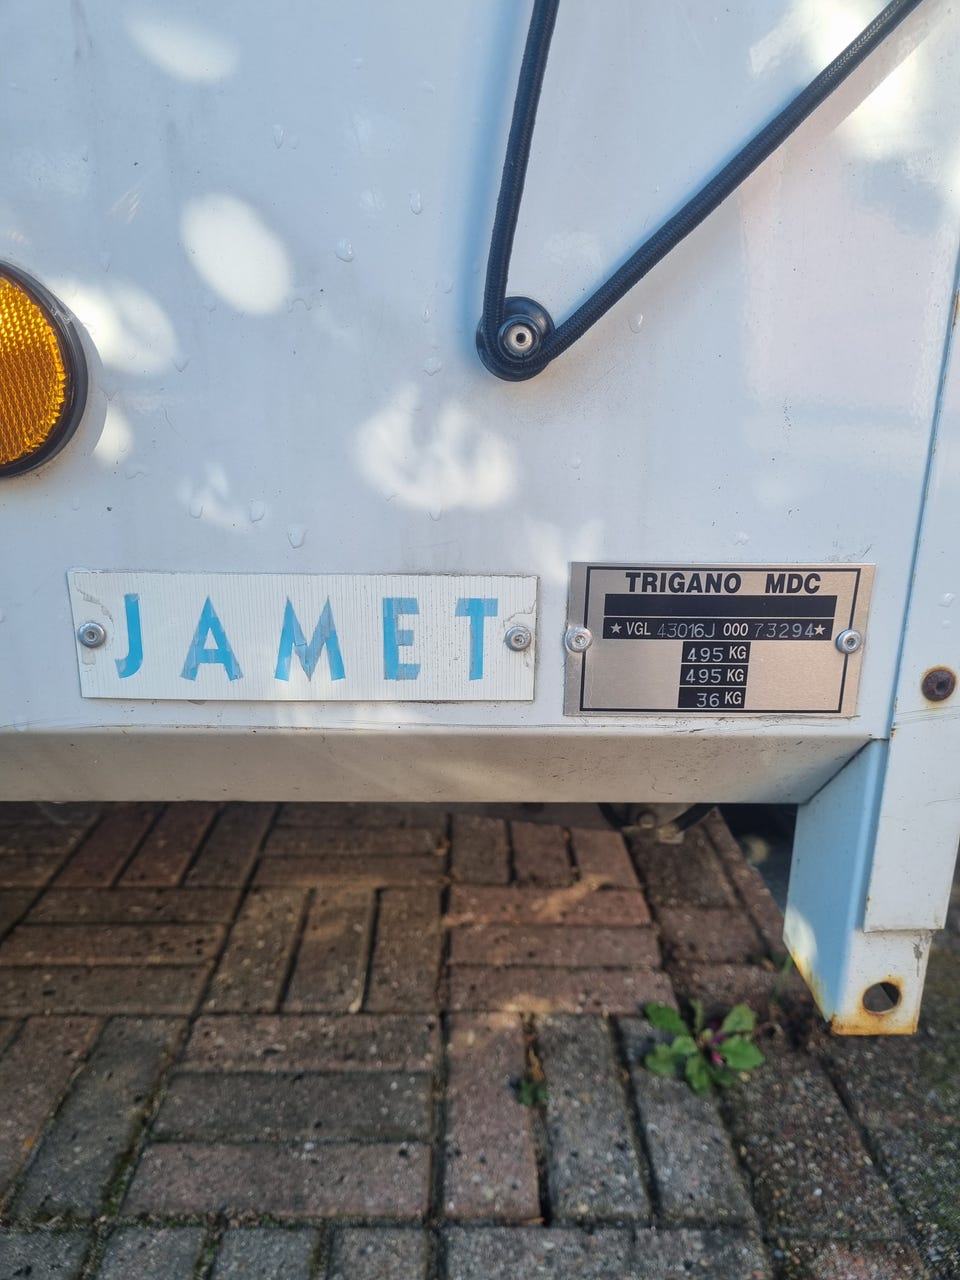 JAMET
TRIGANO MDC
★ VGL 43016J 000 73294★
495 KG
495 KG
36 KG